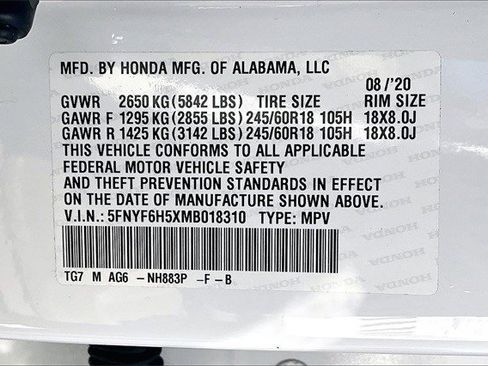 MFD. BY HONDA MFG. OF ALABAMA, LLC
08/'20
GVWR 2650 KG (5842 LBS) TIRE SIZE RIM SIZE
GAWR F 1295 KG (2855 LBS) 245/60R18 105H 18X8.0J
GAWR R 1425 KG (3142 LBS) 245/60R18 105H 18X8.0J
THIS VEHICLE CONFORMS TO ALL APPLICABLE
FEDERAL MOTOR VEHICLE SAFETY
AND THEFT PREVENTION STANDARDS IN EFFECT
ON THE DATE OF MANUFACTURE SHOWN ABOVE.
V.I.N.: 5FNYF6H5XMB018310 TYPE: MPV
TG7 M AG6 -NH883P -F-B